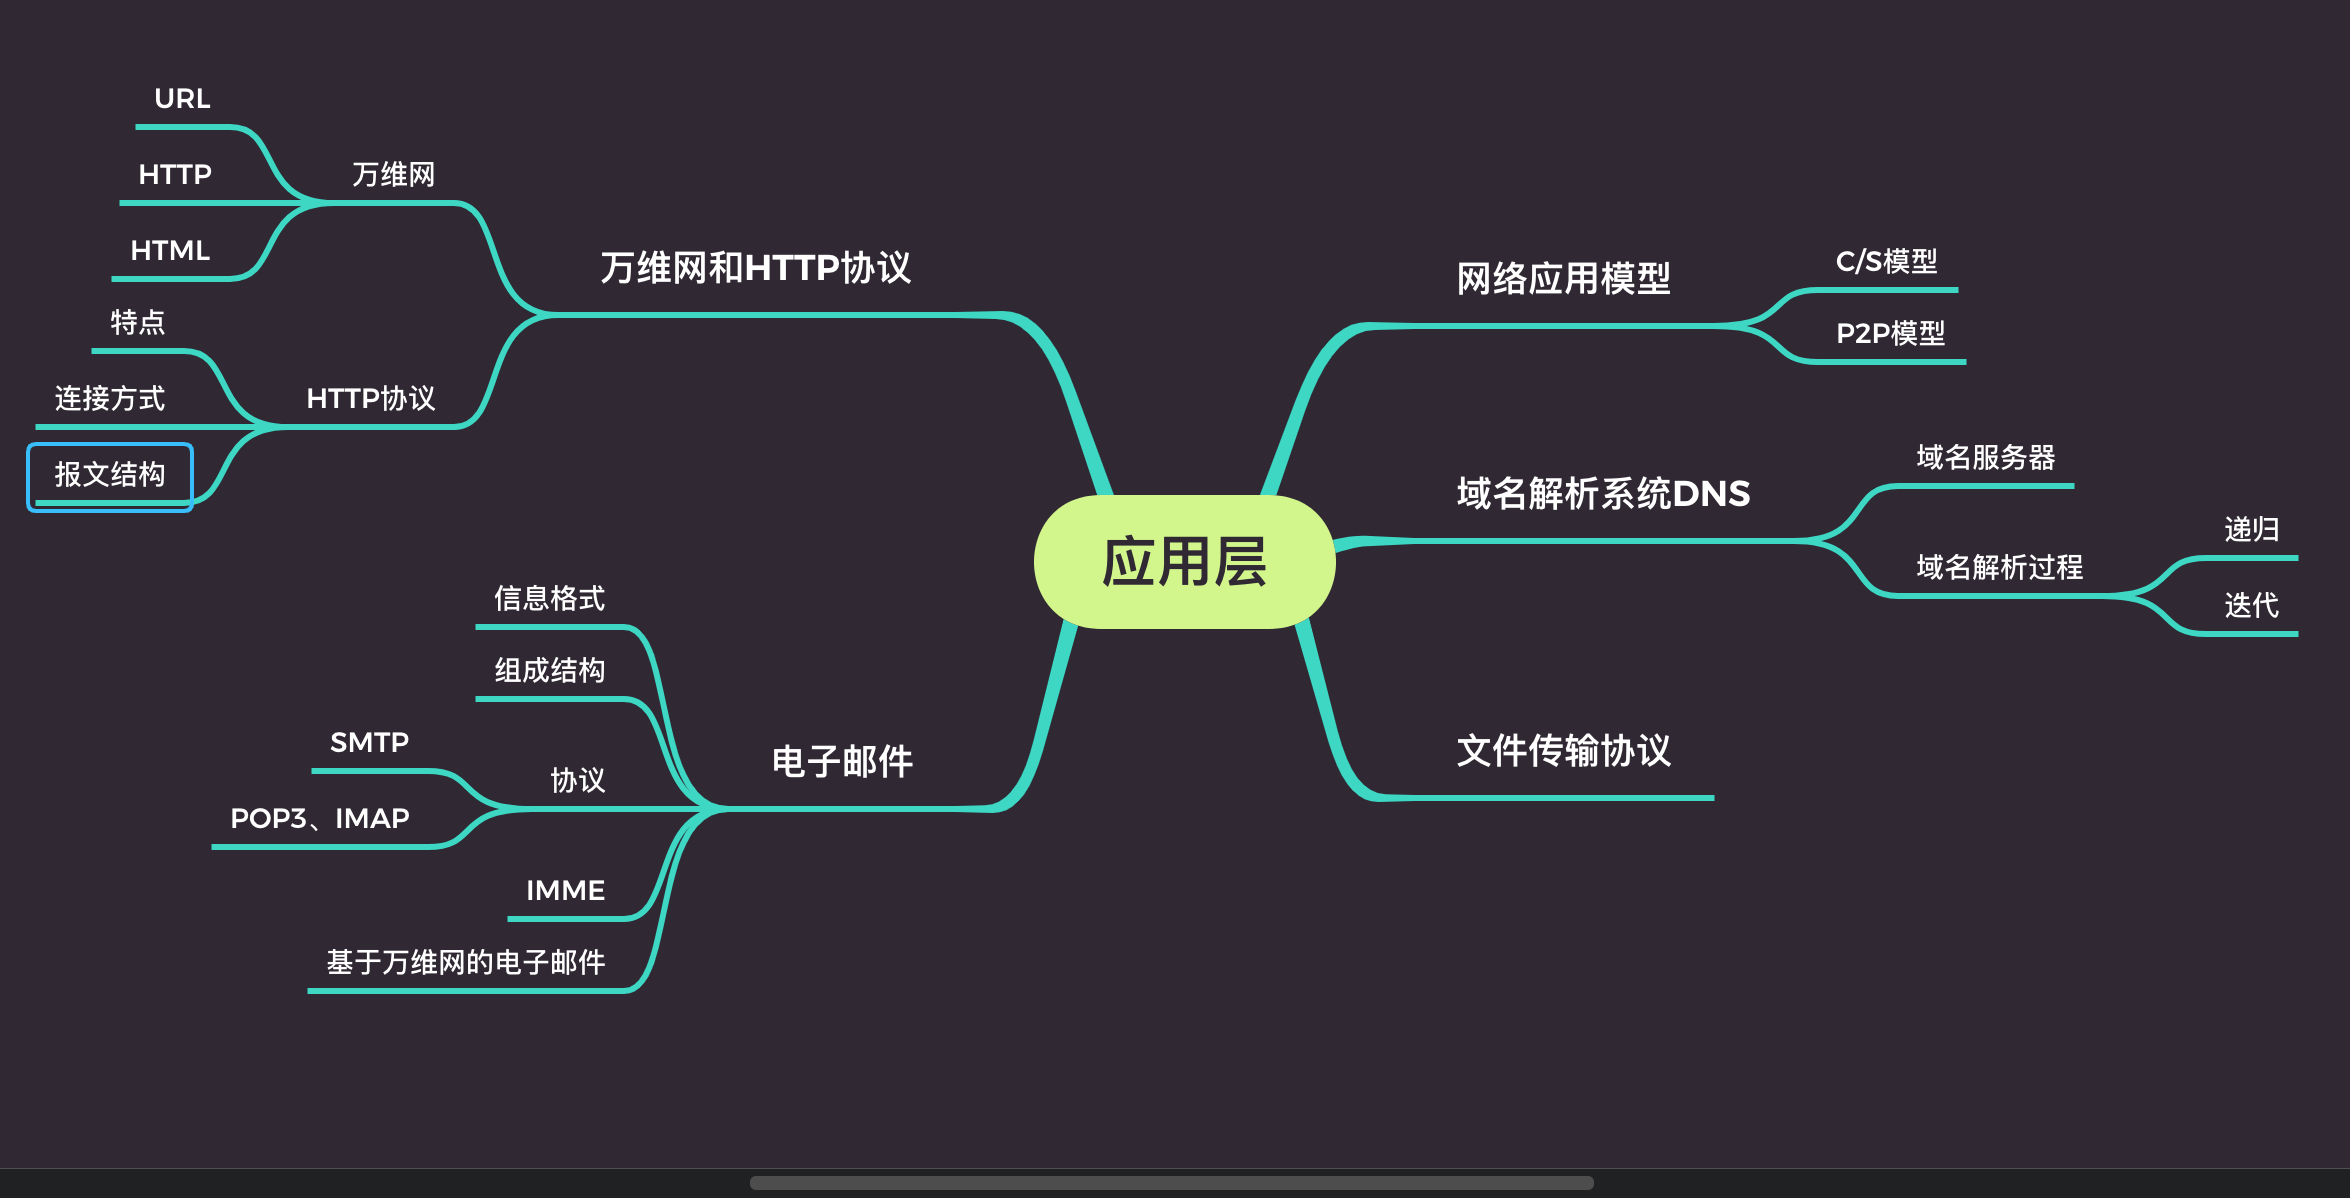 应用层
网络应用模型
C/S模型
P2P模型
域名解析系统DNS
域名服务器
域名解析过程
递归
迭代
文件传输协议
万维网和HTTP协议
万维网
URL
HTTP
HTML
HTTP协议
特点
连接方式
报文结构
电子邮件
信息格式
组成结构
协议
SMTP
POP3、IMAP
IMME
基于万维网的电子邮件